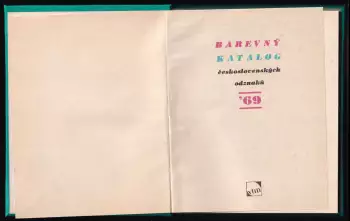 BAREVNÝ
KATALOG
československých
odznaků
'69